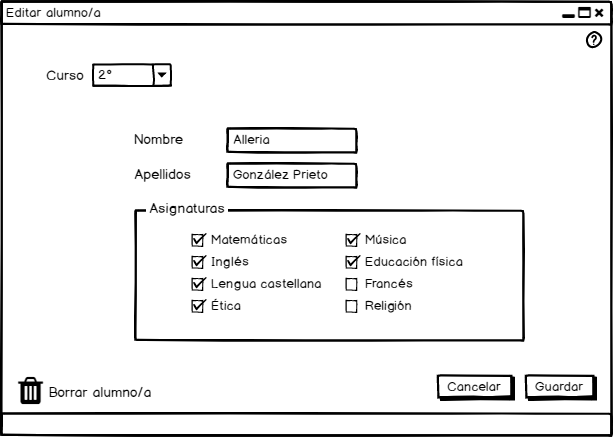 Editar alumno/a
?
Curso 2°
Nombre Alleria
Apellidos González Prieto
Asignaturas
Matemáticas Música
Inglés Educación física
Lengua castellana Francés
Ética Religión
Borrar alumno/a Cancelar Guardar